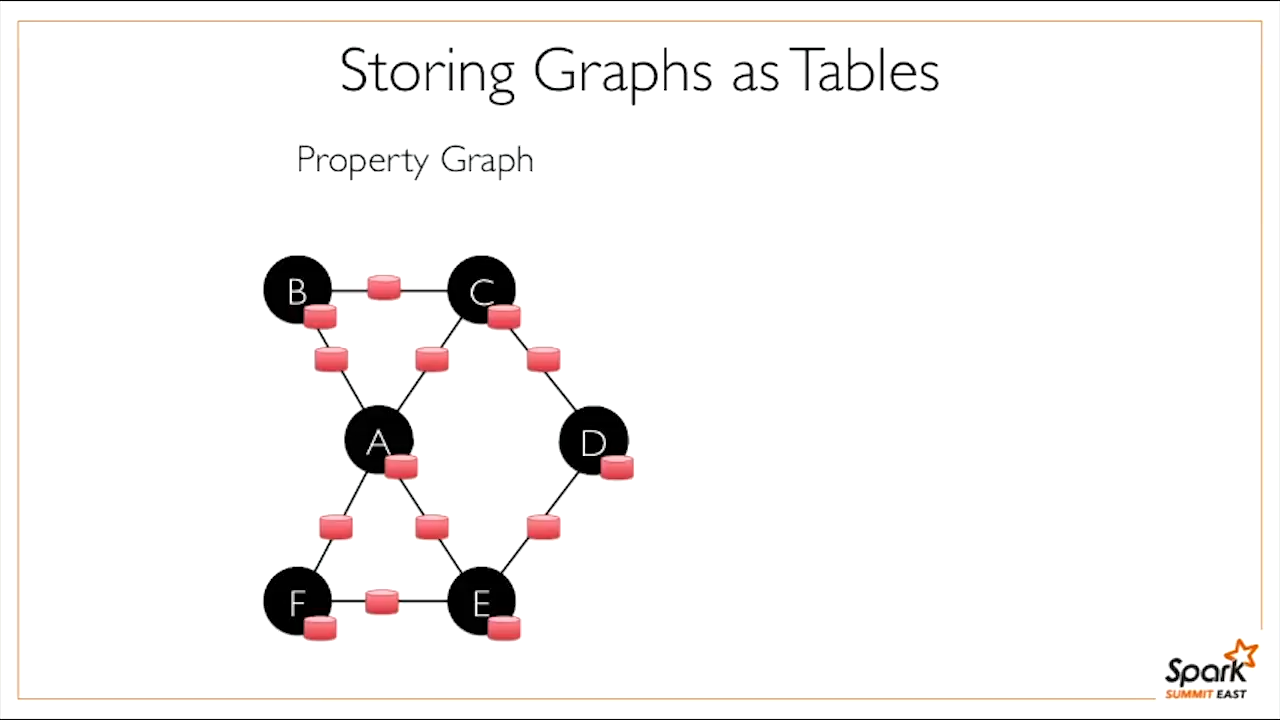 Storing Graphs as Tables
Property Graph
B
C
A
D
F
E
Spark
SUMMIT EAST